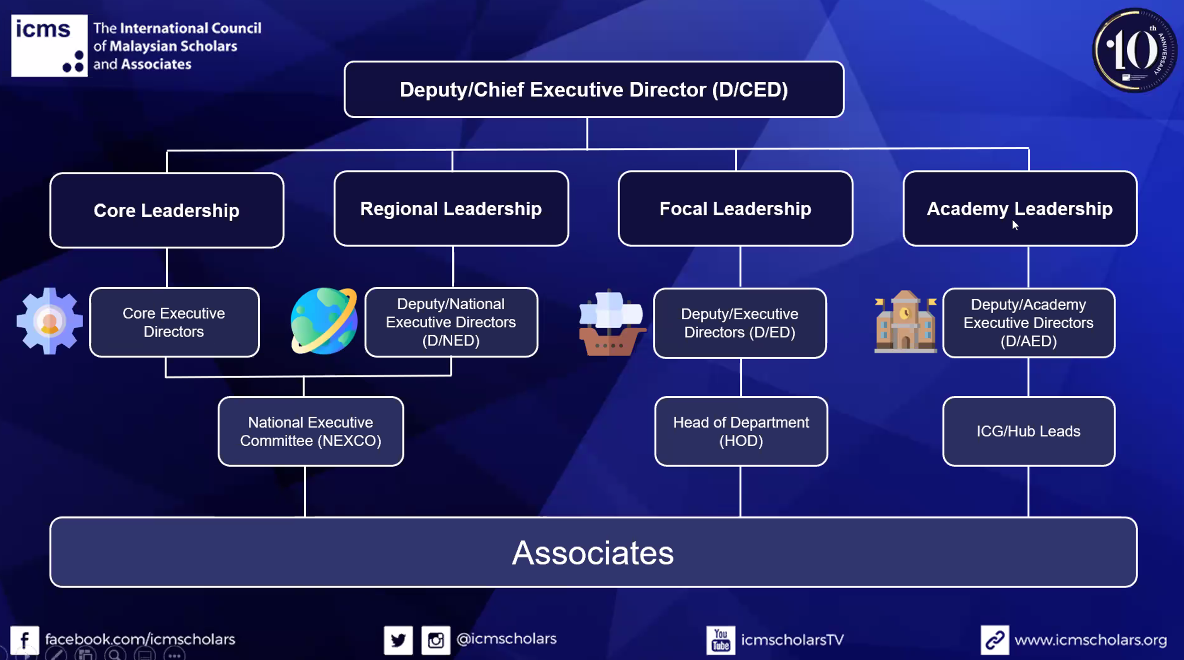 icms
The International Council
of Malaysian Scholars
and Associates
10th
ANNIVERSARY
Deputy/Chief Executive Director (D/CED)
Core Leadership
Regional Leadership
Focal Leadership
Academy Leadership
Core Executive
Directors
Deputy/National
Executive Directors
(D/NED)
Deputy/Executive
Directors (D/ED)
Deputy/Academy
Executive Directors
(D/AED)
National Executive
Committee (NEXCO)
Head of Department
(HOD)
ICG/Hub Leads
Associates
facebook.com/icmscholars
@icmscholars
You
Tube
icmscholarsTV
www.icmscholars.org